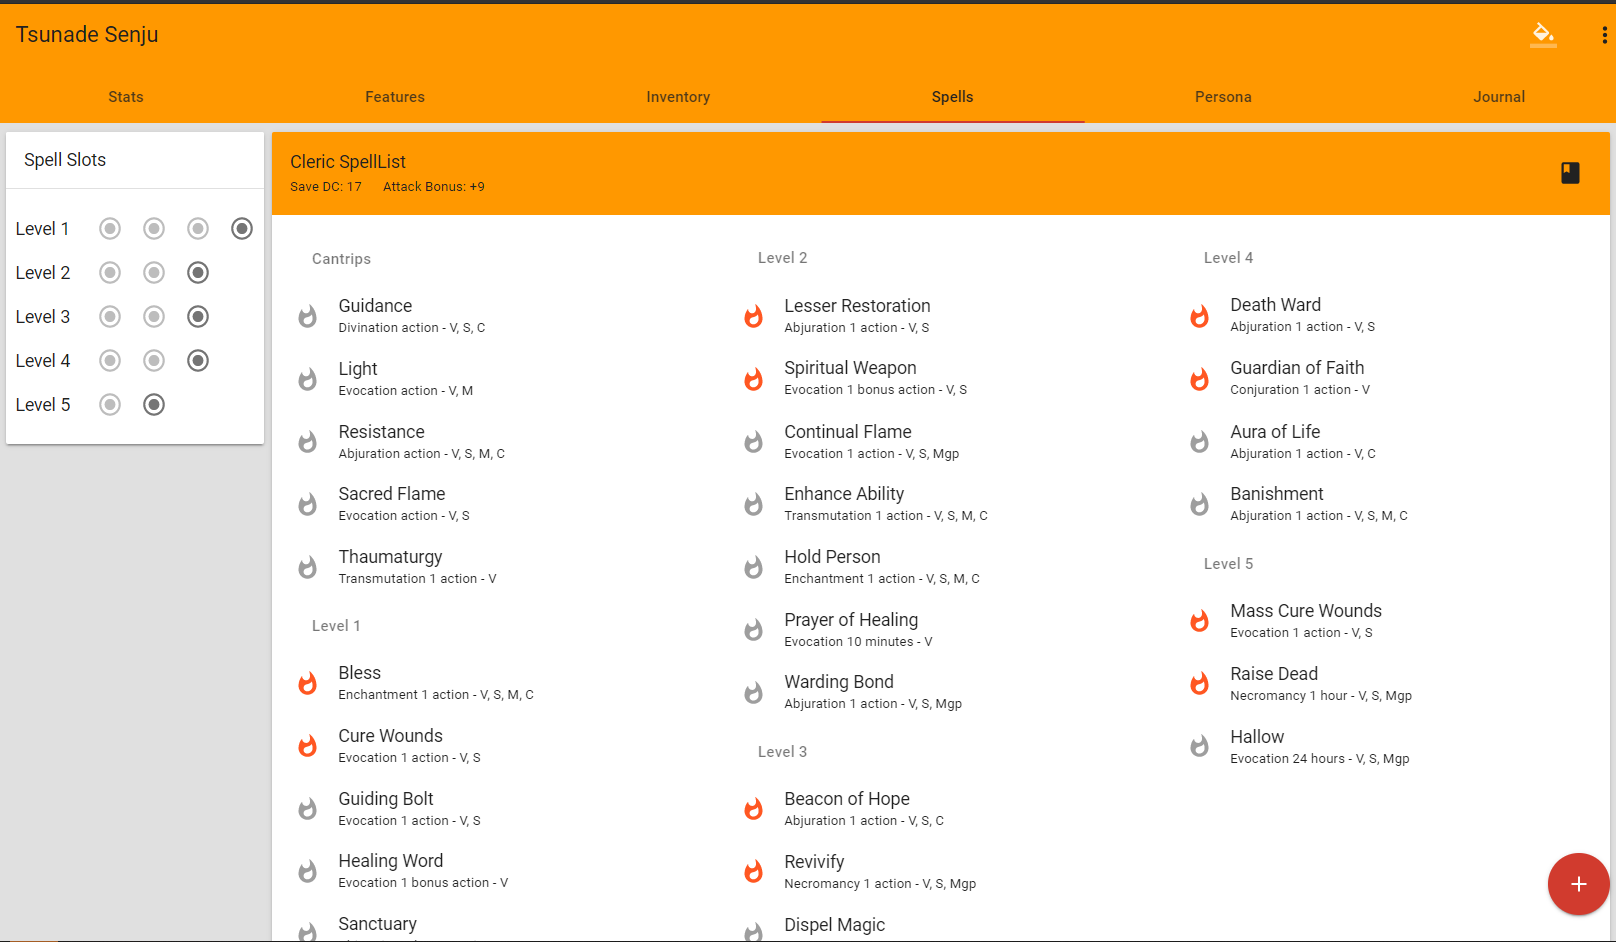 Tsunade Senju
Stats
Features
Inventory
Spells
Persona
Journal
Spell Slots
Level 1
Level 2
Level 3
Level 4
Level 5
Cleric SpellList
Save DC: 17 Attack Bonus: +9
Cantrips
Guidance
Divination action - V, S, C
Light
Evocation action - V, M
Resistance
Abjuration action - V, S, M, C
Sacred Flame
Evocation action - V, S
Thaumaturgy
Transmutation 1 action - V
Level 1
Bless
Enchantment 1 action - V, S, M, C
Cure Wounds
Evocation 1 action - V, S
Guiding Bolt
Evocation 1 action - V, S
Healing Word
Evocation 1 bonus action - V
Sanctuary
Level 2
Lesser Restoration
Abjuration 1 action - V, S
Spiritual Weapon
Evocation 1 bonus action - V, S
Continual Flame
Evocation 1 action - V, S, Mgp
Enhance Ability
Transmutation 1 action - V, S, M, C
Hold Person
Enchantment 1 action - V, S, M, C
Prayer of Healing
Evocation 10 minutes - V
Warding Bond
Abjuration 1 action - V, S, Mgp
Level 3
Beacon of Hope
Abjuration 1 action - V, S, C
Revivify
Necromancy 1 action - V, S, Mgp
Dispel Magic
Level 4
Death Ward
Abjuration 1 action - V, S
Guardian of Faith
Conjuration 1 action - V
Aura of Life
Abjuration 1 action - V, C
Banishment
Abjuration 1 action - V, S, M, C
Level 5
Mass Cure Wounds
Evocation 1 action - V, S
Raise Dead
Necromancy 1 hour - V, S, Mgp
Hallow
Evocation 24 hours - V, S, Mgp